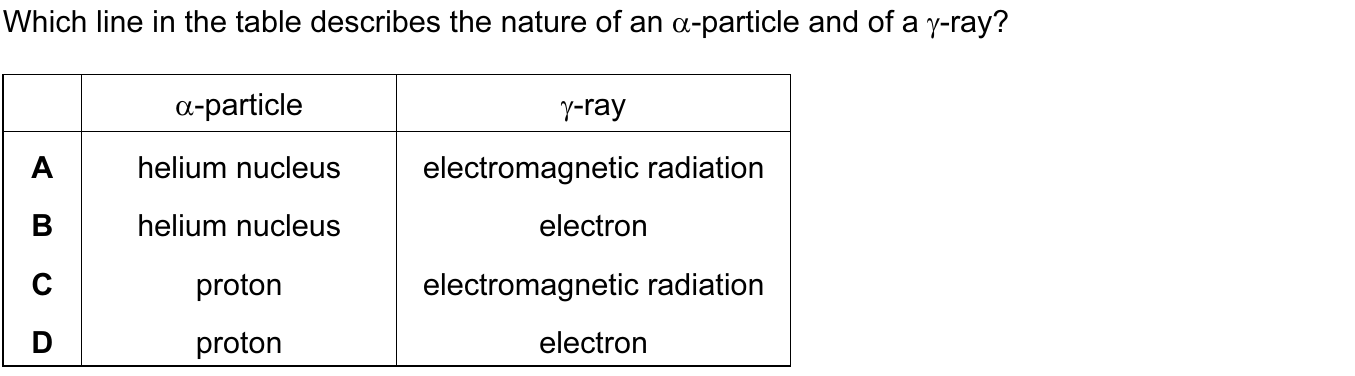 Which line in the table describes the nature of an α-particle and of a γ-ray?
α-particle γ-ray
A helium nucleus electromagnetic radiation
B helium nucleus electron
C proton electromagnetic radiation
D proton electron